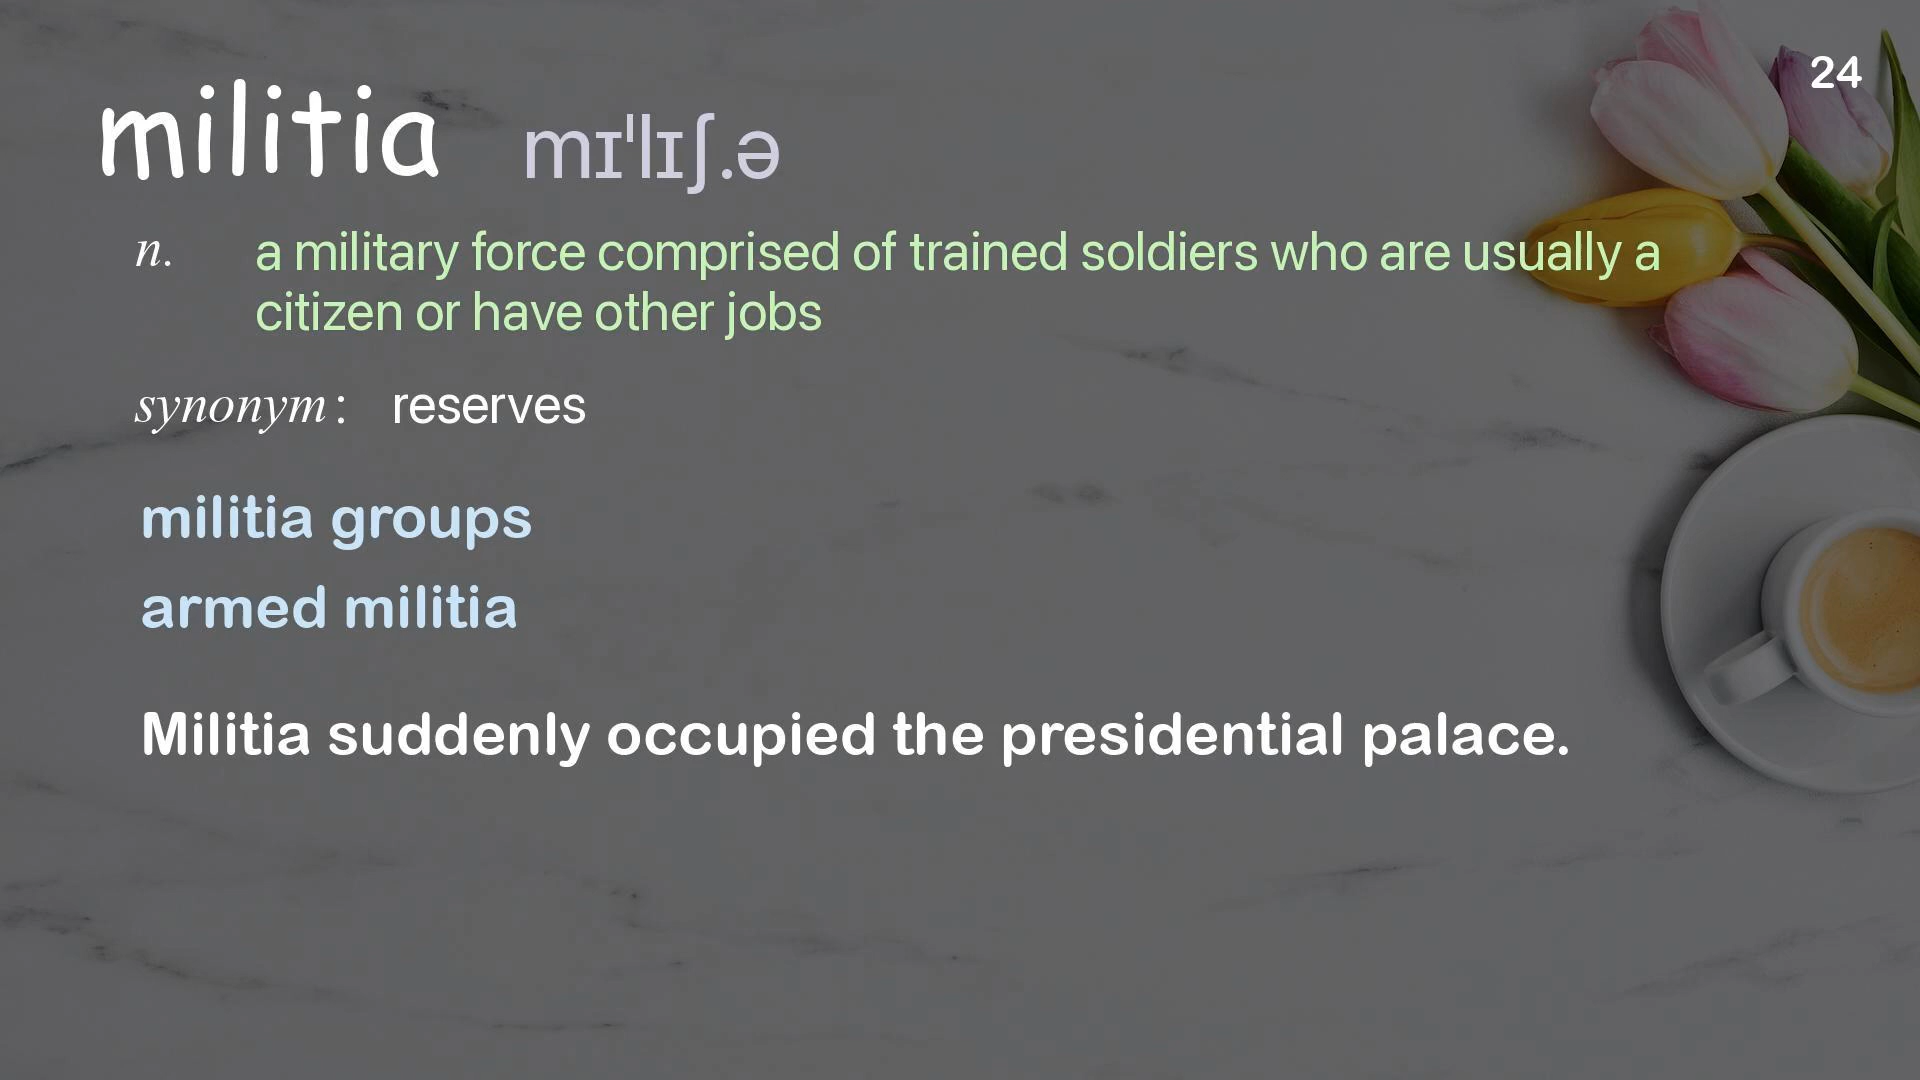 24
militia mɪˈlɪʃ.ə
n. a military force comprised of trained soldiers who are usually a
citizen or have other jobs
synonym: reserves
militia groups
armed militia
Militia suddenly occupied the presidential palace.